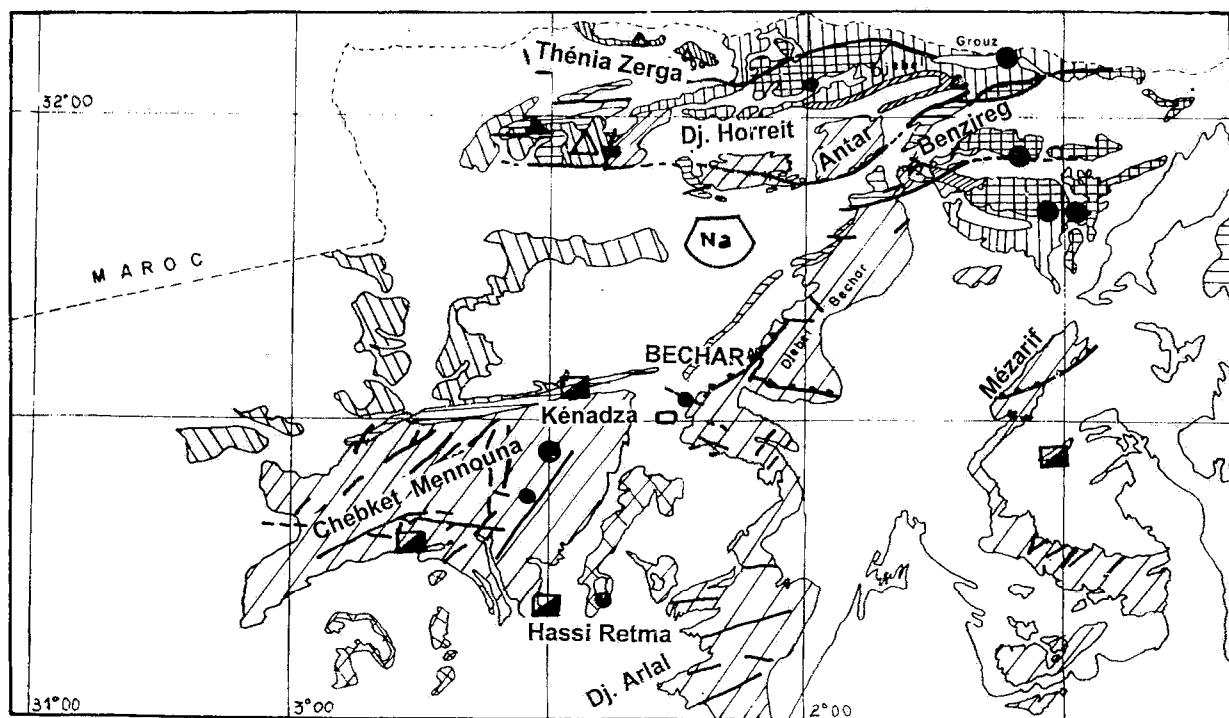 Grouz
Thénia Zerga
Djebel
32°00
Dj. Horreit
Antar
Benzireg
Na
MAROC
Djebel Bechar
BECHAR
Mézarif
Kénadza
Chebket Mennouna
Hassi Retma
Dj. Arlal
31°00
3°00
2°00